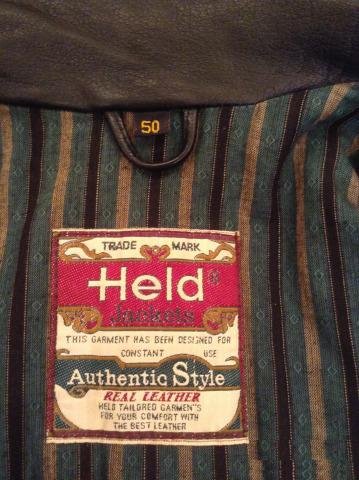 50
TRADE MARK
Held®
Jackets
THIS GARMENT HAS BEEN DESIGNED FOR
CONSTANT USE
Authentic Style
REAL LEATHER
HELD TAILORED GARMENT'S
FOR YOUR COMFORT WITH
THE BEST LEATHER